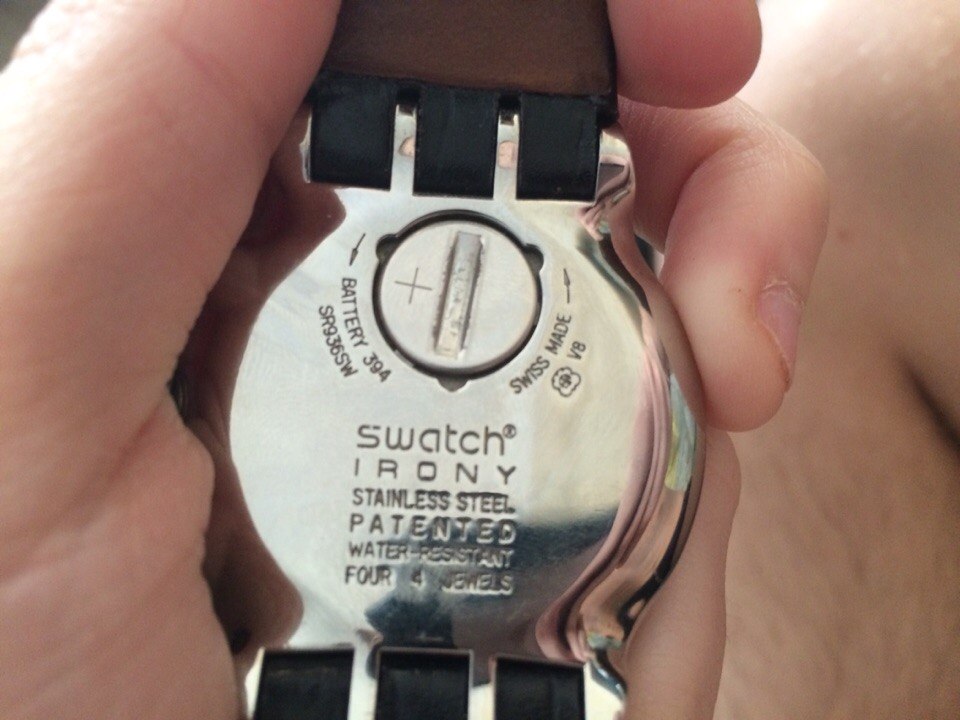 +
BATTERY 394
SR936SW
SWISS MADE
V8
swatch®
IRONY
STAINLESS STEEL
PATENTED
WATER-RESISTANT
FOUR 4 JEWELS